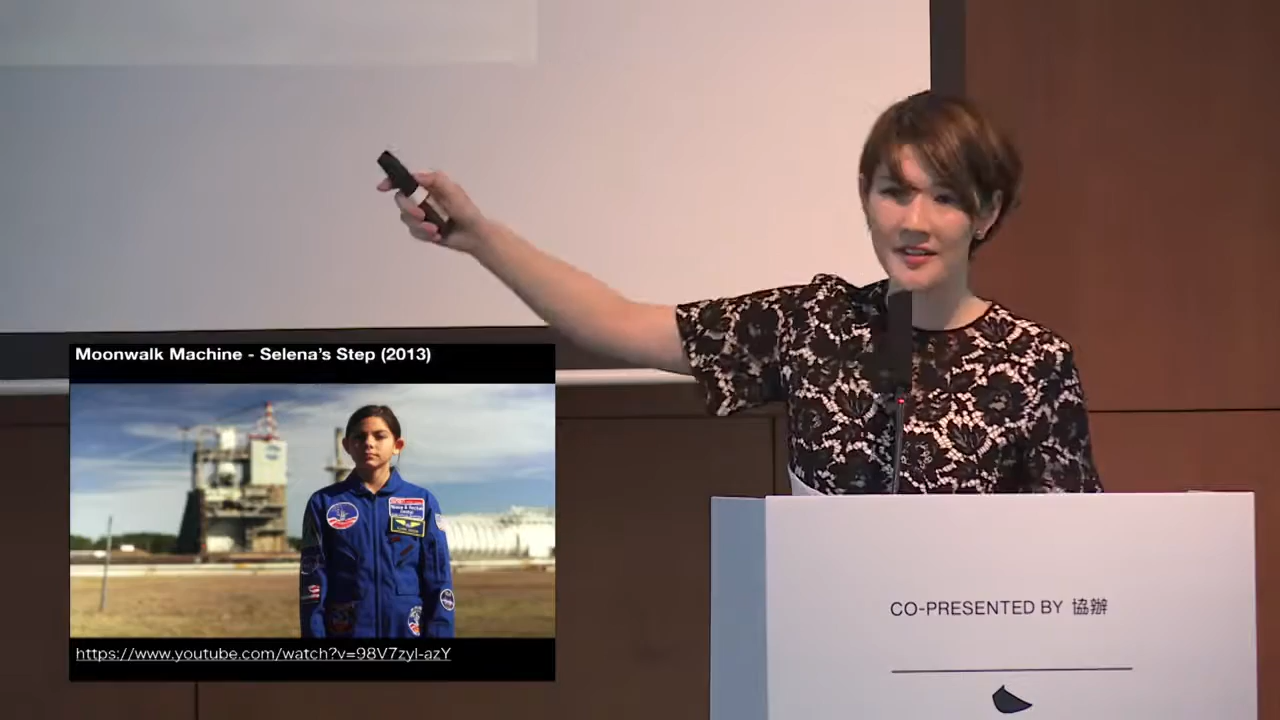 Moonwalk Machine - Selena's Step (2013)
https://www.youtube.com/watch?v=98V7zyl-azY
CO-PRESENTED BY 協辦